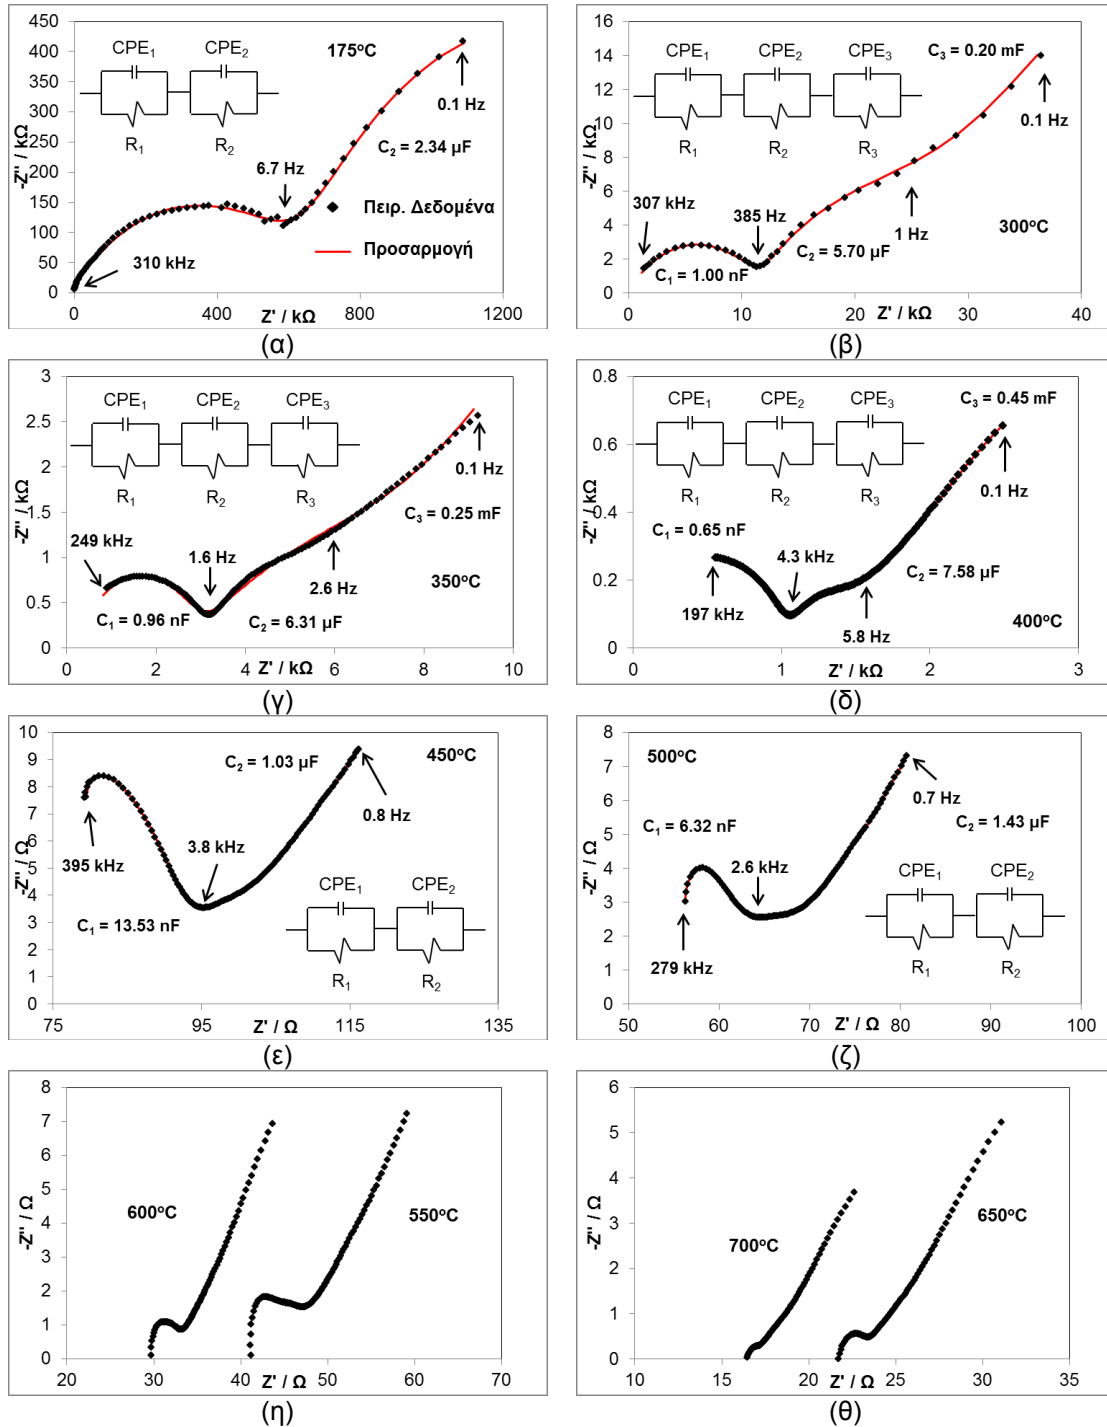 450
400
350
300
250
200
150
100
50
0
-Z'' / kΩ
CPE₁
CPE₂
R₁
R₂
175ᵒC
0.1 Hz
C₂ = 2.34 μF
6.7 Hz
310 kHz
Πειρ. Δεδομένα
Προσαρμογή
0
400
800
1200
Z' / kΩ
(α)
16
14
12
10
8
6
4
2
0
-Z'' / kΩ
CPE₁
CPE₂
CPE₃
R₁
R₂
R₃
C₃ = 0.20 mF
0.1 Hz
307 kHz
385 Hz
1 Hz
300ᵒC
C₁ = 1.00 nF
C₂ = 5.70 μF
0
10
20
30
40
Z' / kΩ
(β)
3
2.5
2
1.5
1
0.5
0
-Z'' / kΩ
CPE₁
CPE₂
CPE₃
R₁
R₂
R₃
0.1 Hz
C₃ = 0.25 mF
249 kHz
1.6 Hz
2.6 Hz
350ᵒC
C₁ = 0.96 nF
C₂ = 6.31 μF
0
2
4
6
8
10
Z' / kΩ
(γ)
0.8
0.6
0.4
0.2
0
-Z'' / kΩ
CPE₁
CPE₂
CPE₃
R₁
R₂
R₃
C₃ = 0.45 mF
0.1 Hz
C₁ = 0.65 nF
4.3 kHz
C₂ = 7.58 μF
197 kHz
5.8 Hz
400ᵒC
0
1
2
3
Z' / kΩ
(δ)
10
9
8
7
6
5
4
3
2
1
0
-Z'' / Ω
C₂ = 1.03 μF
450ᵒC
0.8 Hz
395 kHz
3.8 kHz
C₁ = 13.53 nF
CPE₁
CPE₂
R₁
R₂
75
95
115
135
Z' / Ω
(ε)
8
7
6
5
4
3
2
1
0
-Z'' / Ω
500ᵒC
0.7 Hz
C₁ = 6.32 nF
C₂ = 1.43 μF
2.6 kHz
279 kHz
CPE₁
CPE₂
R₁
R₂
50
60
70
80
90
100
Z' / Ω
(ζ)
8
7
6
5
4
3
2
1
0
-Z'' / Ω
600ᵒC
550ᵒC
20
30
40
50
60
70
Z' / Ω
(η)
6
5
4
3
2
1
0
-Z'' / Ω
700ᵒC
650ᵒC
10
15
20
25
30
35
Z' / Ω
(θ)